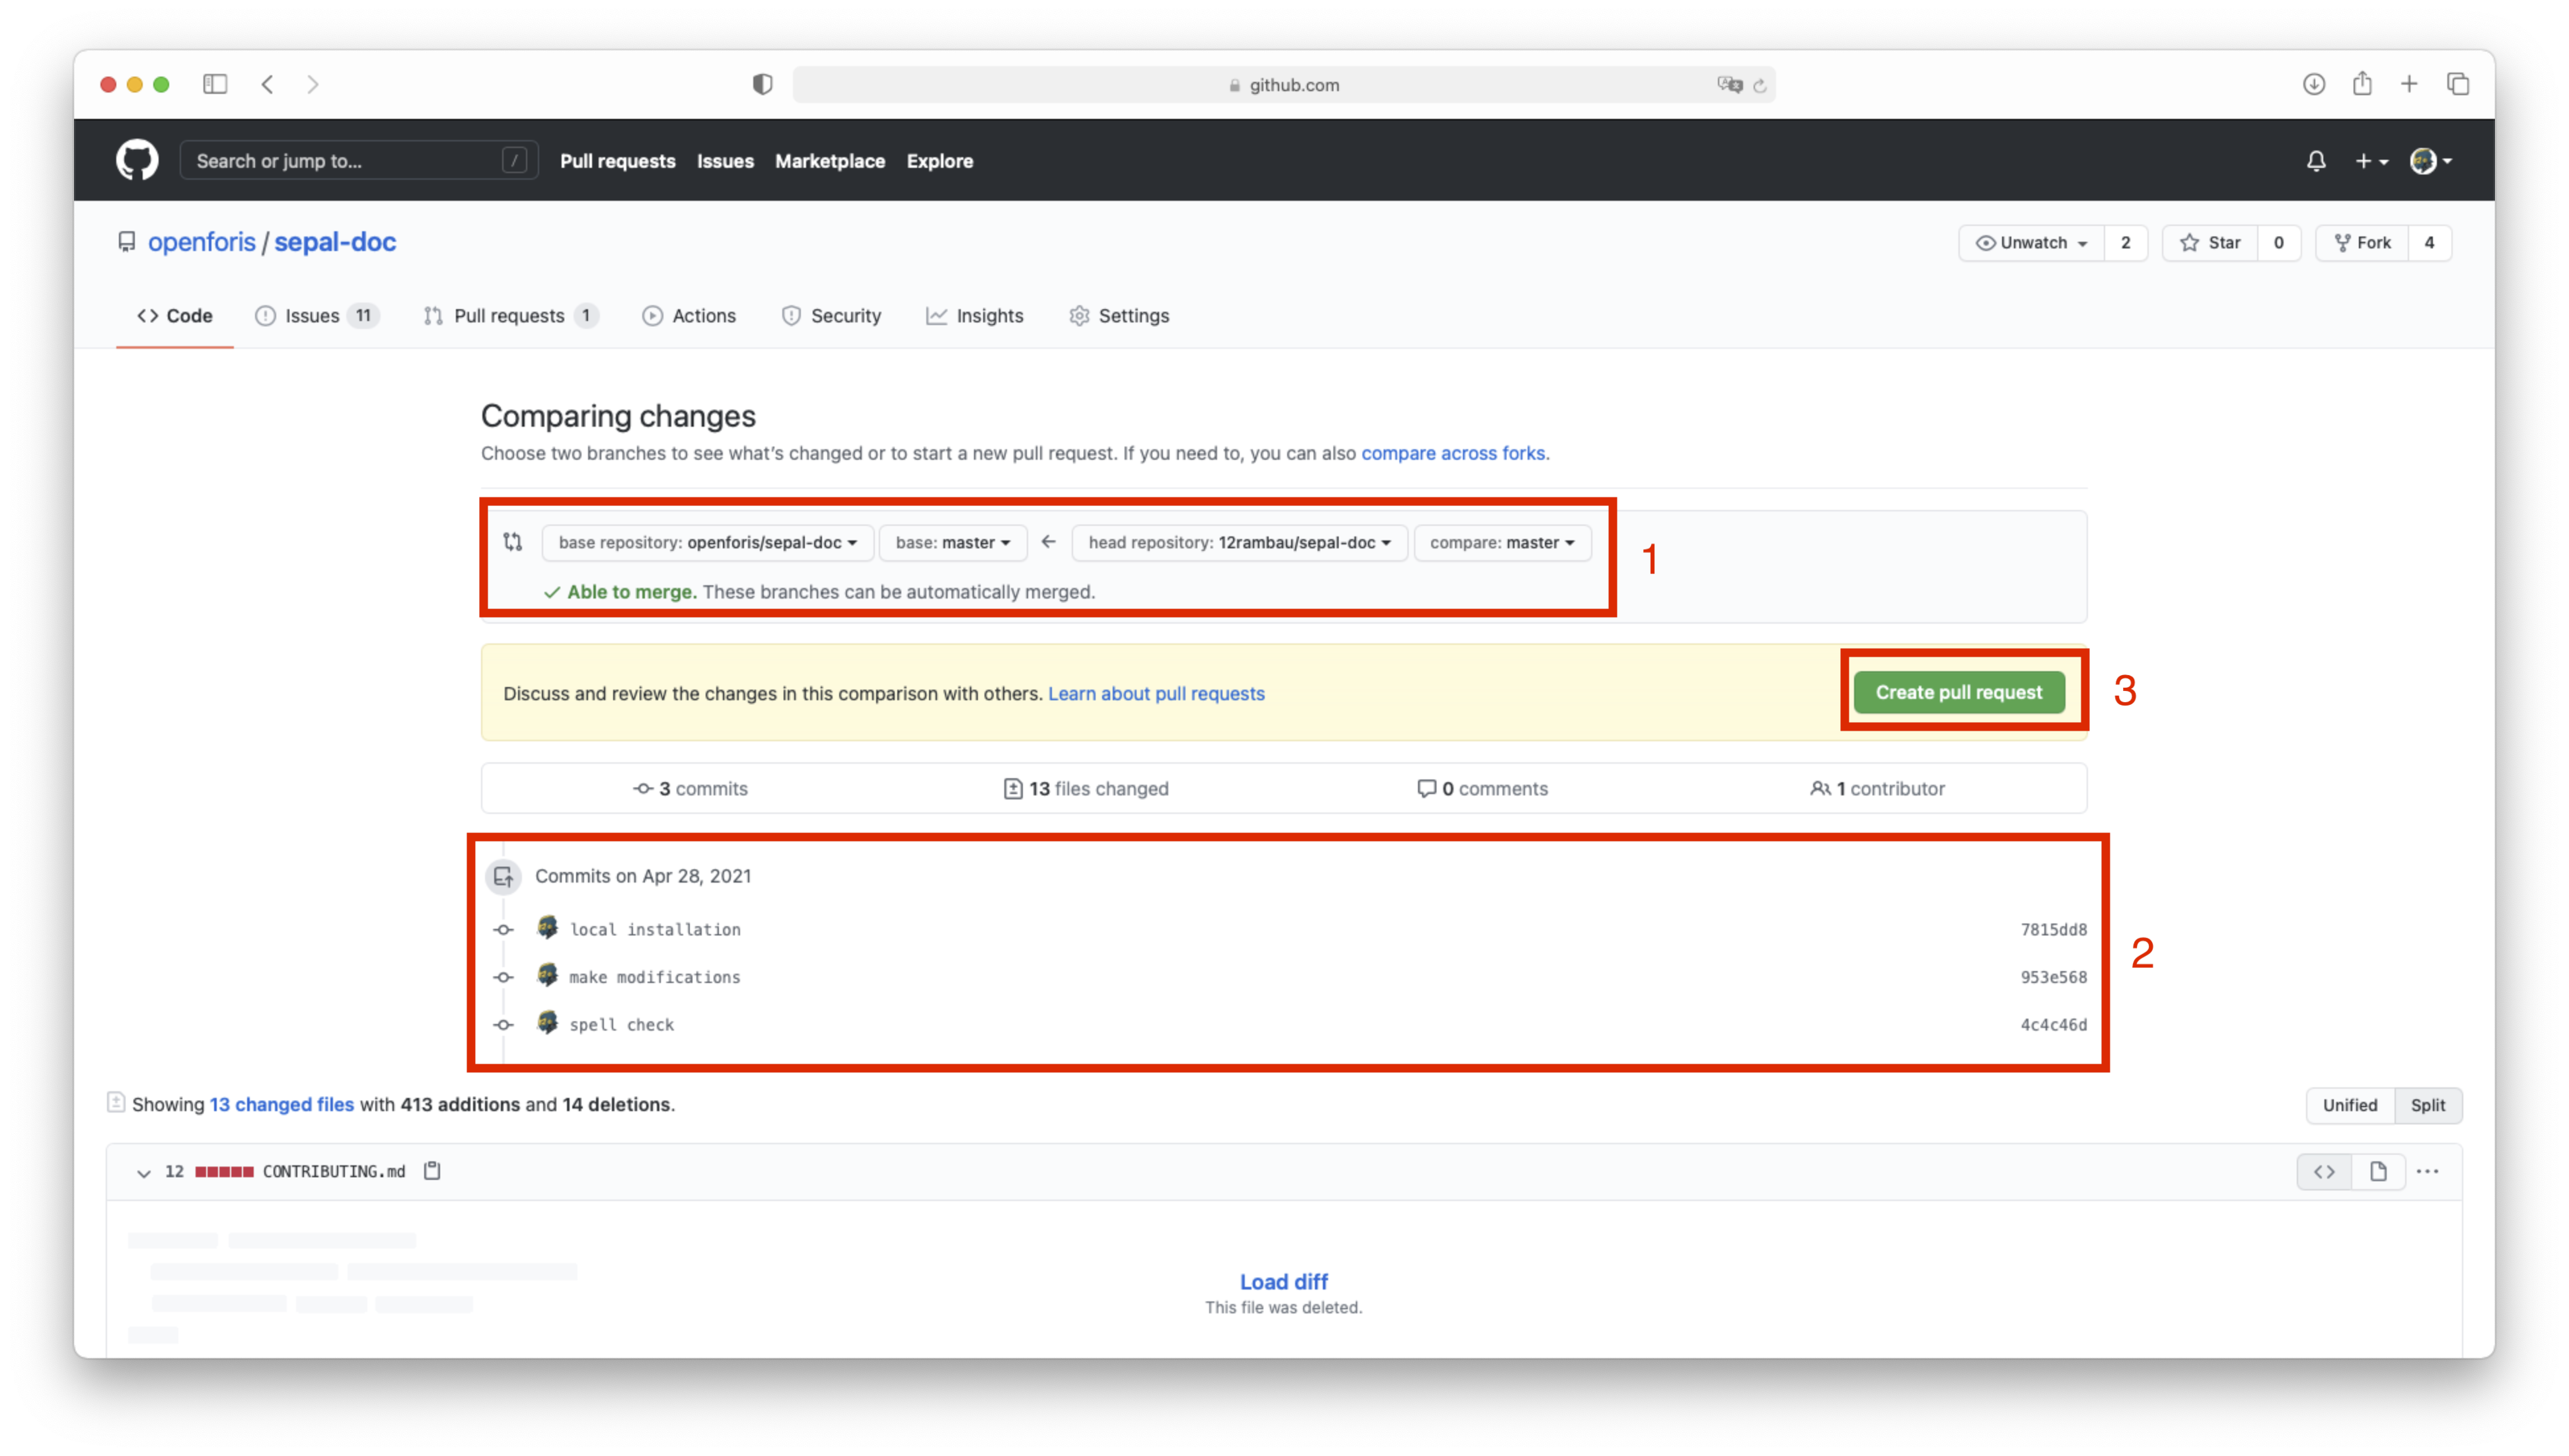 github.com
Search or jump to... / Pull requests Issues Marketplace Explore
openforis / sepal-doc Unwatch 2 Star 0 Fork 4
Code Issues 11 Pull requests 1 Actions Security Insights Settings
Comparing changes
Choose two branches to see what's changed or to start a new pull request. If you need to, you can also compare across forks.
base repository: openforis/sepal-doc base: master ← head repository: 12rambau/sepal-doc compare: master
1
✓ Able to merge. These branches can be automatically merged.
Discuss and review the changes in this comparison with others. Learn about pull requests Create pull request
3
3 commits 13 files changed 0 comments 1 contributor
Commits on Apr 28, 2021
local installation 7815dd8
2
make modifications 953e568
spell check 4c4c46d
Showing 13 changed files with 413 additions and 14 deletions. Unified Split
12 CONTRIBUTING.md <> ...
Load diff
This file was deleted.